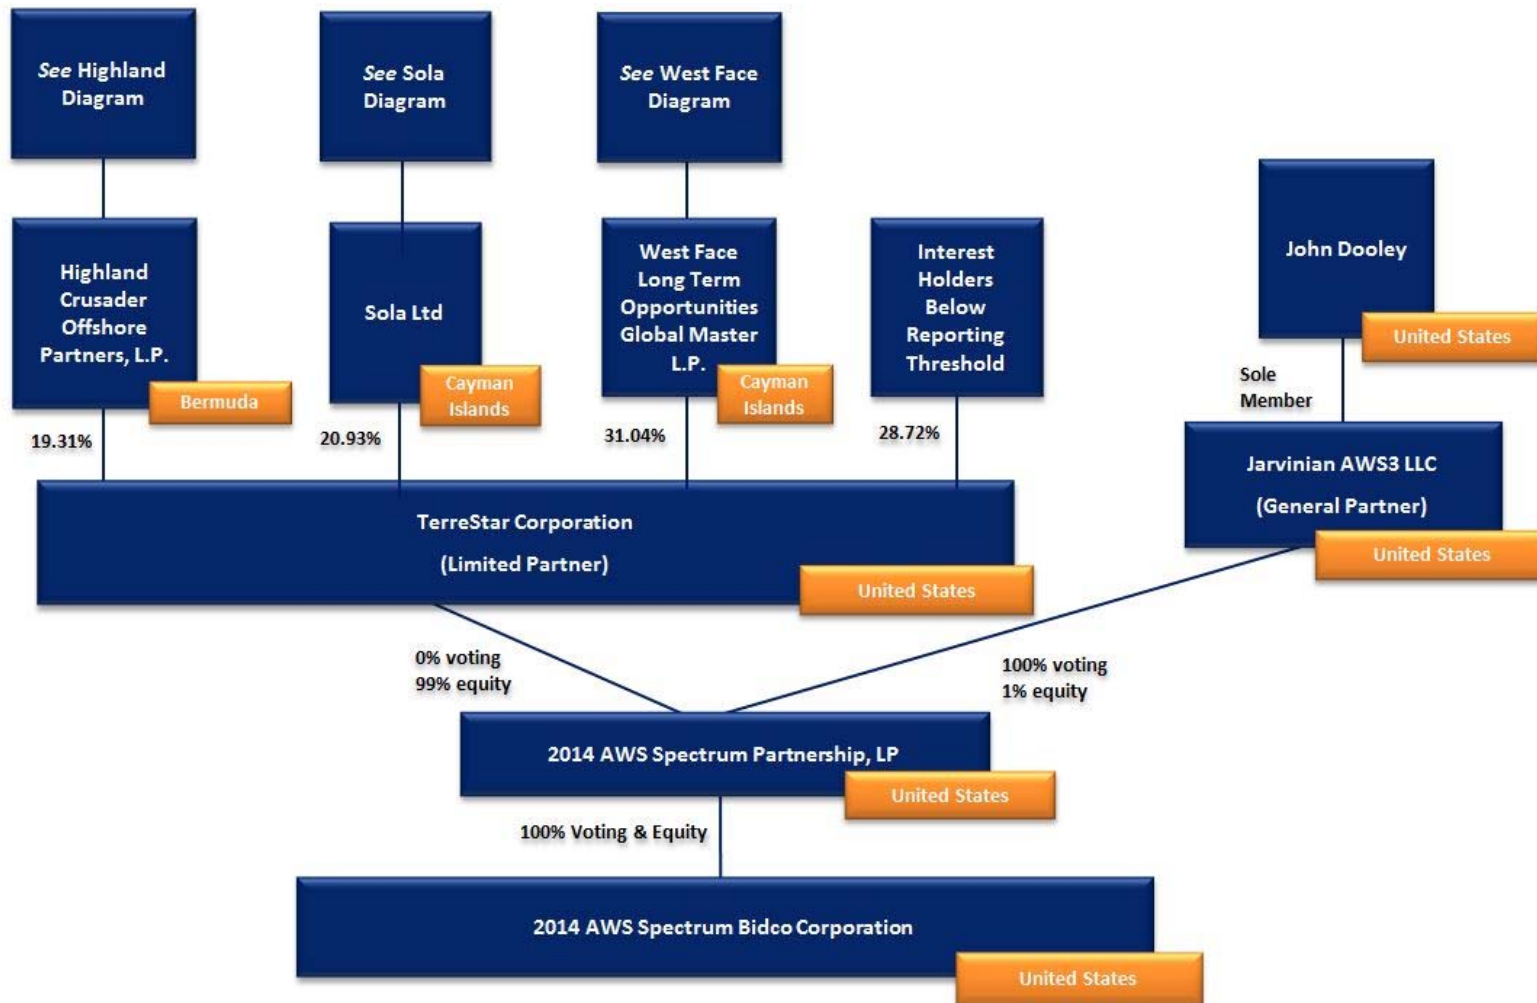 See Highland
Diagram
See Sola
Diagram
See West Face
Diagram
Highland
Crusader
Offshore
Partners, L.P.
Bermuda
Sola Ltd
Cayman
Islands
West Face
Long Term
Opportunities
Global Master
L.P.
Cayman
Islands
Interest
Holders
Below
Reporting
Threshold
John Dooley
United States
19.31%
20.93%
31.04%
28.72%
Sole
Member
TerreStar Corporation
(Limited Partner)
United States
Jarvinian AWS3 LLC
(General Partner)
United States
0% voting
99% equity
100% voting
1% equity
2014 AWS Spectrum Partnership, LP
United States
100% Voting & Equity
2014 AWS Spectrum Bidco Corporation
United States